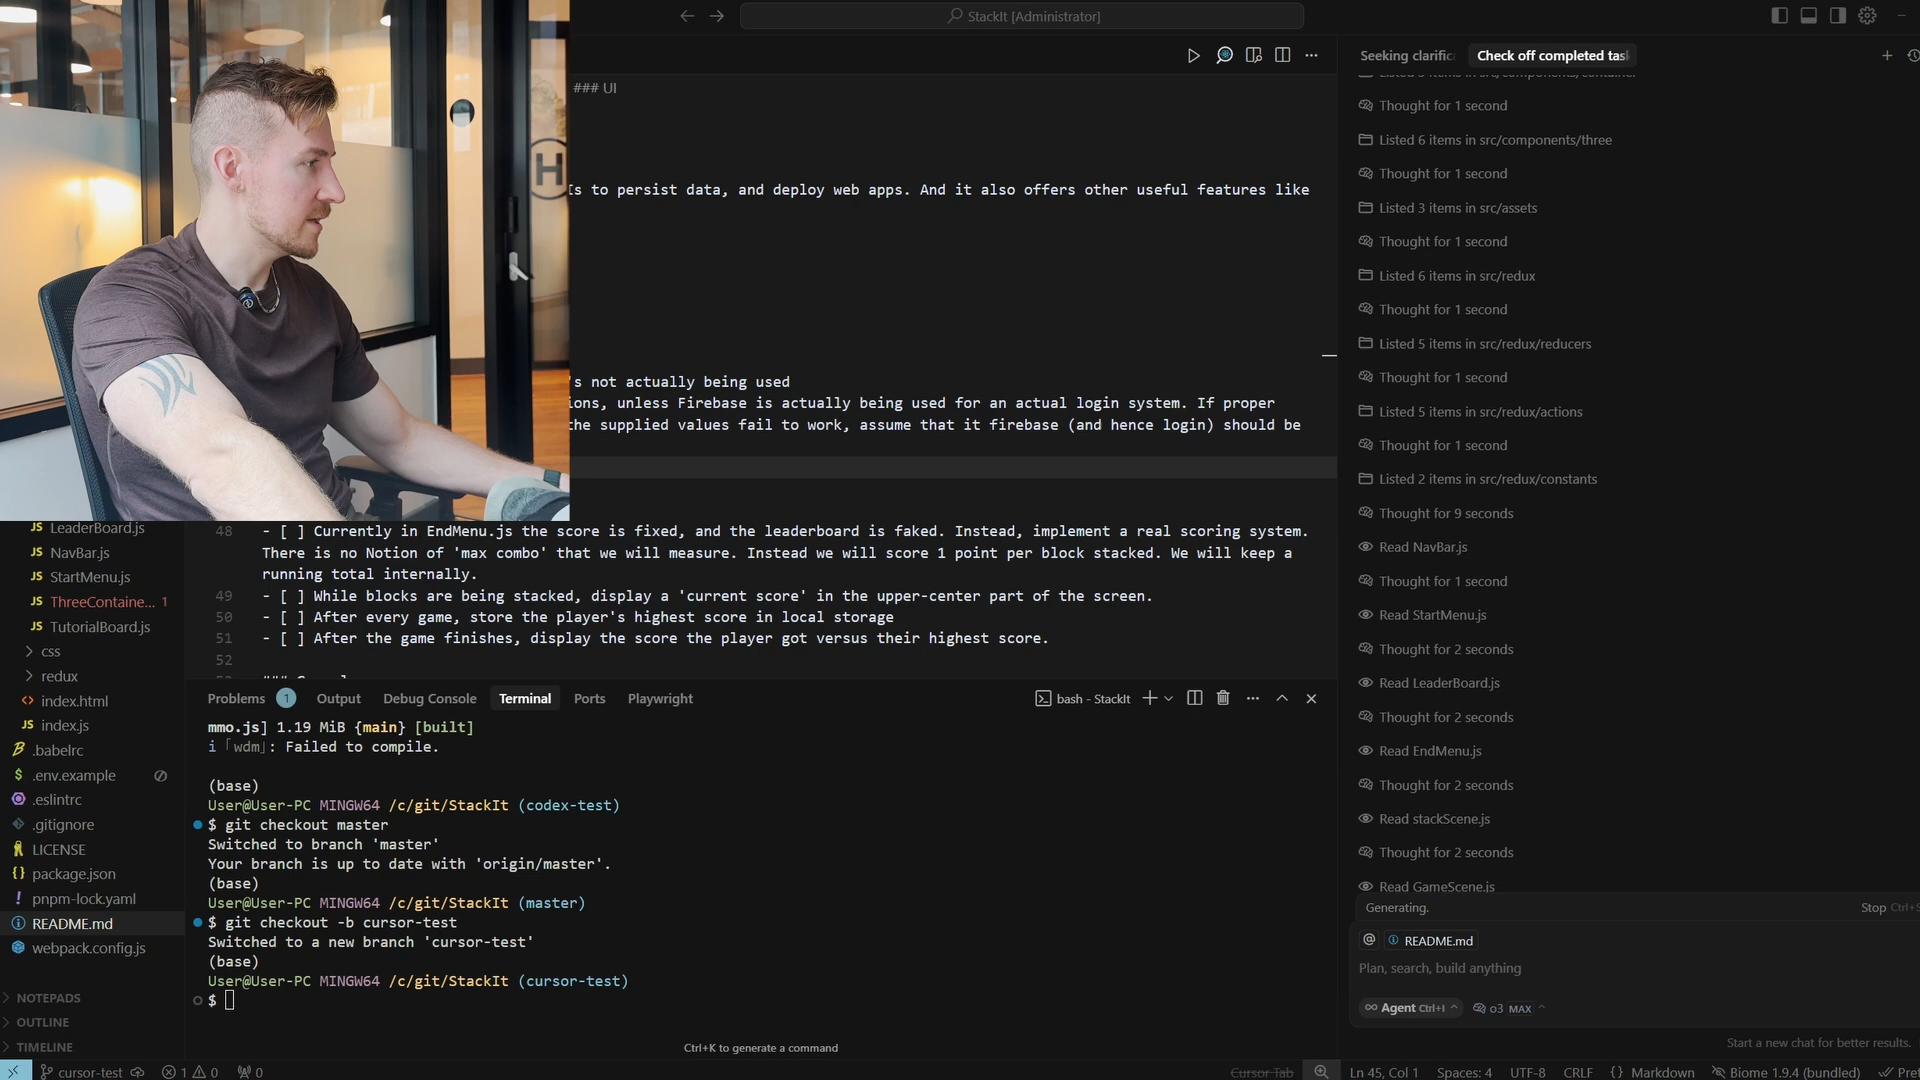 StackIt [Administrator]
### UI
Is to persist data, and deploy web apps. And it also offers other useful features like
's not actually being used
ions, unless Firebase is actually being used for an actual login system. If proper
he supplied values fail to work, assume that it firebase (and hence login) should be
48 - [ ] Currently in EndMenu.js the score is fixed, and the leaderboard is faked. Instead, implement a real scoring system.
There is no Notion of 'max combo' that we will measure. Instead we will score 1 point per block stacked. We will keep a
running total internally.
49 - [ ] While blocks are being stacked, display a 'current score' in the upper-center part of the screen.
50 - [ ] After every game, store the player's highest score in local storage
51 - [ ] After the game finishes, display the score the player got versus their highest score.
52
H
JS LeaderBoard.js
JS NavBar.js
JS StartMenu.js
JS ThreeContaine... 1
JS TutorialBoard.js
css
redux
<> index.html
JS index.js
.babelrc
$ .env.example
.eslintrc
.gitignore
LICENSE
{} package.json
! pnpm-lock.yaml
README.md
webpack.config.js
NOTEPADS
OUTLINE
TIMELINE
Problems 1 Output Debug Console Terminal Ports Playwright
bash - StackIt
mmo.js] 1.19 MiB {main} [built]
i ｢wdm｣: Failed to compile.
(base)
User@User-PC MINGW64 /c/git/StackIt (codex-test)
$ git checkout master
Switched to branch 'master'
Your branch is up to date with 'origin/master'.
(base)
User@User-PC MINGW64 /c/git/StackIt (master)
$ git checkout -b cursor-test
Switched to a new branch 'cursor-test'
(base)
User@User-PC MINGW64 /c/git/StackIt (cursor-test)
$
Ctrl+K to generate a command
Seeking clarific Check off completed tas
Listed 5 items in src/components/container
Thought for 1 second
Listed 6 items in src/components/three
Thought for 1 second
Listed 3 items in src/assets
Thought for 1 second
Listed 6 items in src/redux
Thought for 1 second
Listed 5 items in src/redux/reducers
Thought for 1 second
Listed 5 items in src/redux/actions
Thought for 1 second
Listed 2 items in src/redux/constants
Thought for 9 seconds
Read NavBar.js
Thought for 1 second
Read StartMenu.js
Thought for 2 seconds
Read LeaderBoard.js
Thought for 2 seconds
Read EndMenu.js
Thought for 2 seconds
Read stackScene.js
Thought for 2 seconds
Read GameScene.js
Generating. Stop Ctrl+S
@ README.md
Plan, search, build anything
∞ Agent Ctrl+I ^ o3 MAX ^
Start a new chat for better results.
cursor-test 1 0 0
Cursor Tab Ln 45, Col 1 Spaces: 4 UTF-8 CRLF {} Markdown Biome 1.9.4 (bundled) Pret